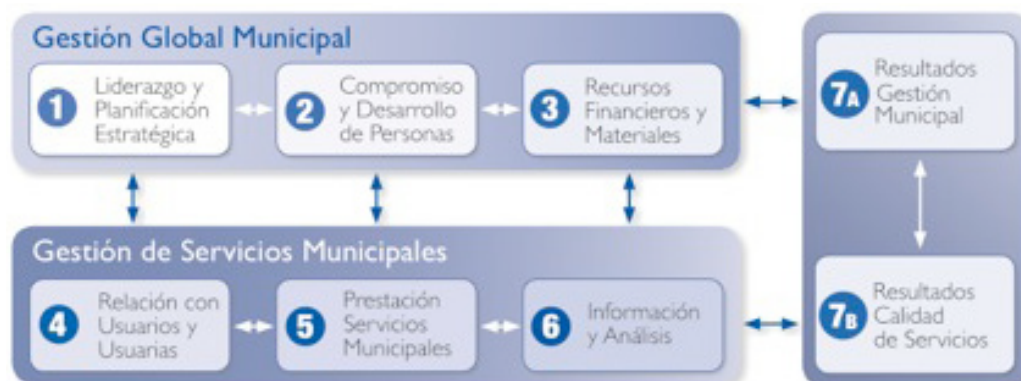 Gestión Global Municipal
1
Liderazgo y
Planificación
Estratégica
2
Compromiso
y Desarrollo
de Personas
3
Recursos
Financieros y
Materiales
7A
Resultados
Gestión
Municipal
Gestión de Servicios Municipales
4
Relación con
Usuarios y
Usuarias
5
Prestación
Servicios
Municipales
6
Información
y Análisis
7B
Resultados
Calidad
de Servicios